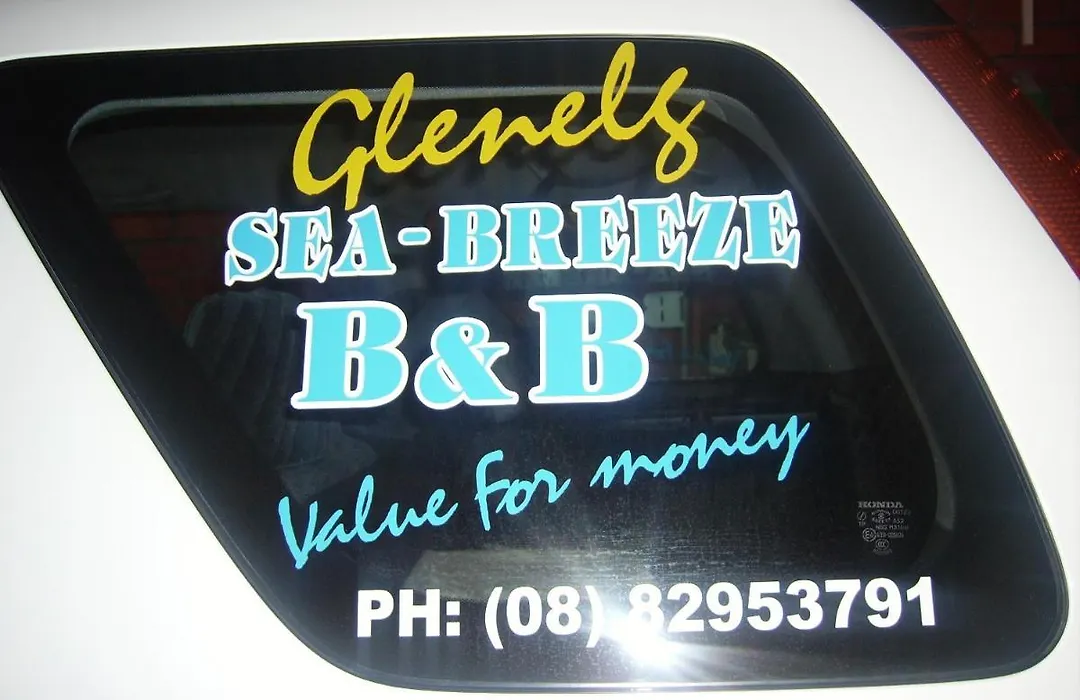 Glenelg
SEA-BREEZE
B&B
Value for money
HONDA
PH: (08) 82953791